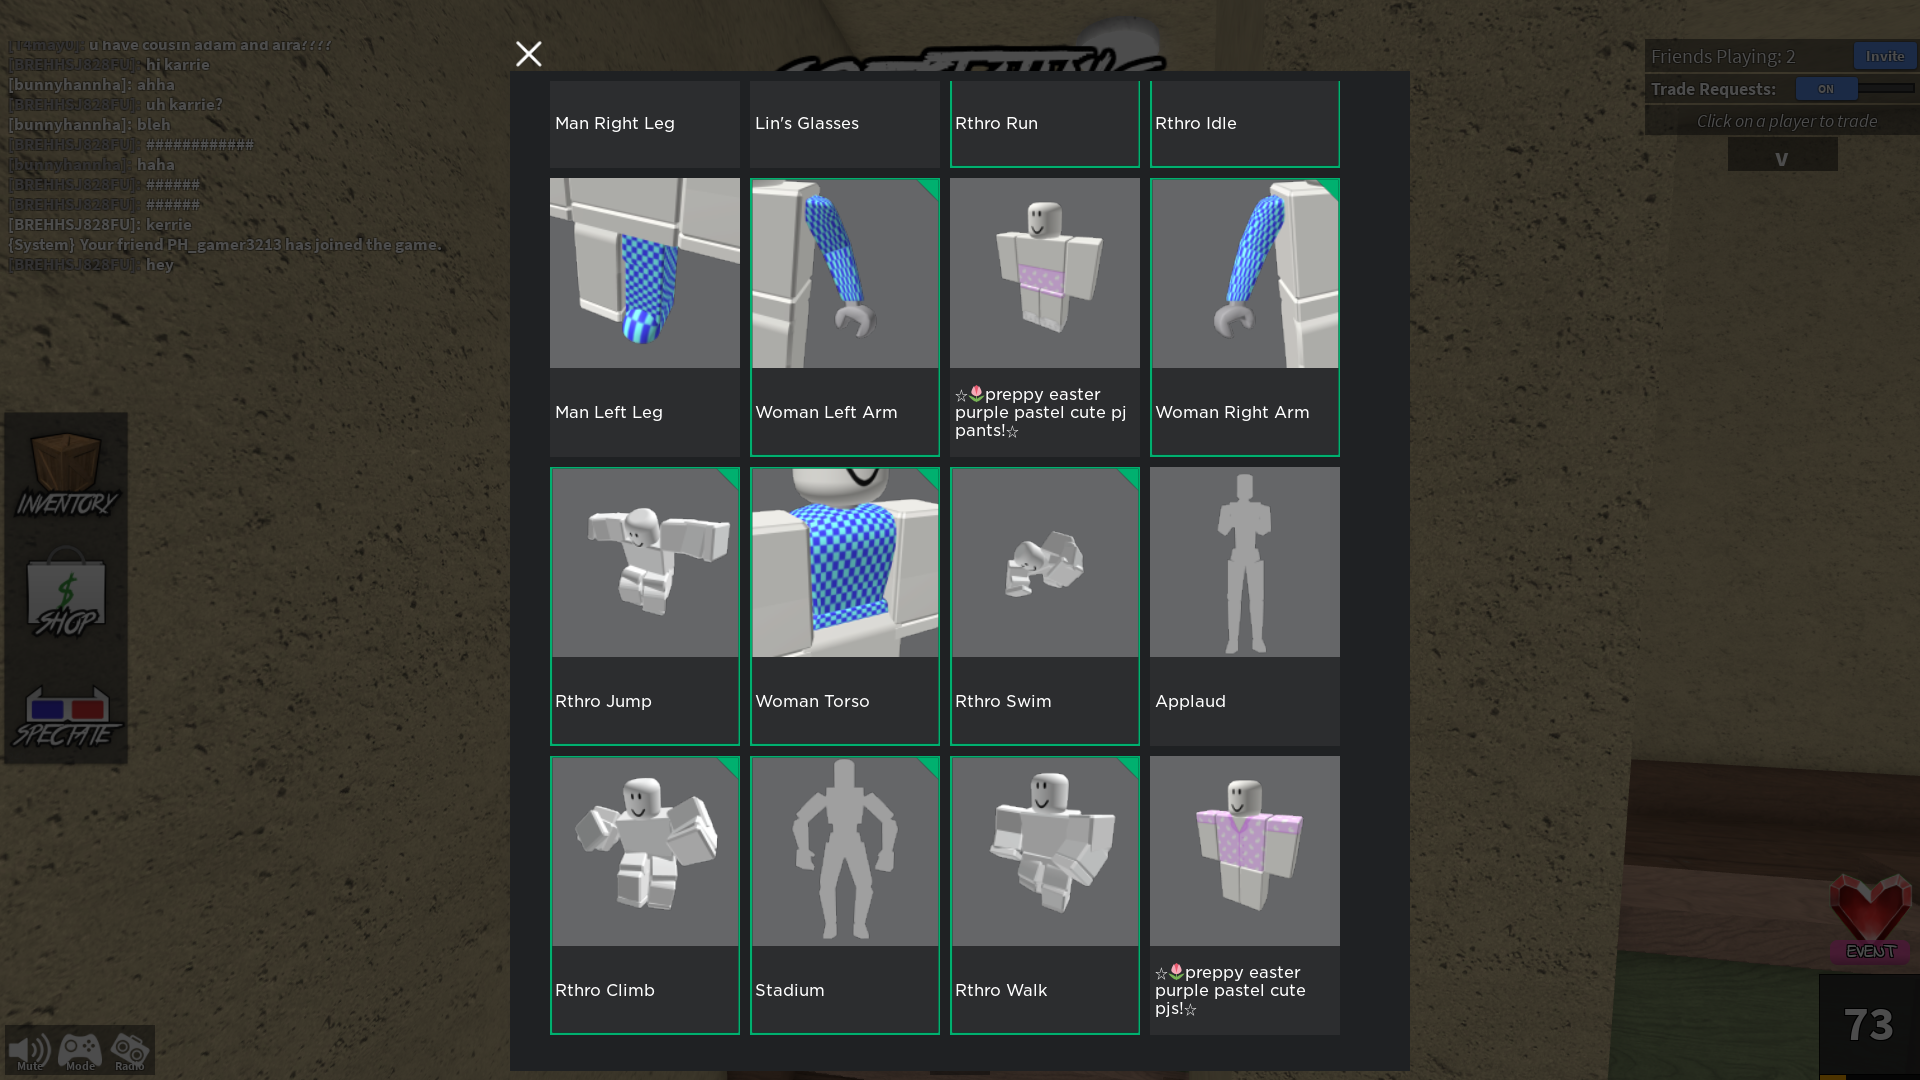 u have cousin adam and aira????
[BREHHSJ828FU]: hi karrie
[bunnyhannha]: ahha
[BREHHSJ828FU]: uh karrie?
[bunnyhannha]: bleh
[BREHHSJ828FU]: ############
[bunnyhannha]: haha
[BREHHSJ828FU]: ######
[BREHHSJ828FU]: ######
[BREHHSJ828FU]: kerrie
{System} Your friend PH_gamer3213 has joined the game.
[BREHHSJ828FU]: hey
Friends Playing: 2
Invite
Trade Requests:
ON
Click on a player to trade
v
INVENTORY
$
SHOP
SPECTATE
Mute
Mode
Radio
Man Right Leg
Lin's Glasses
Rthro Run
Rthro Idle
Man Left Leg
Woman Left Arm
☆🌷preppy easter
purple pastel cute pj
pants!☆
Woman Right Arm
Rthro Jump
Woman Torso
Rthro Swim
Applaud
Rthro Climb
Stadium
Rthro Walk
☆🌷preppy easter
purple pastel cute
pjs!☆
EVENT
73